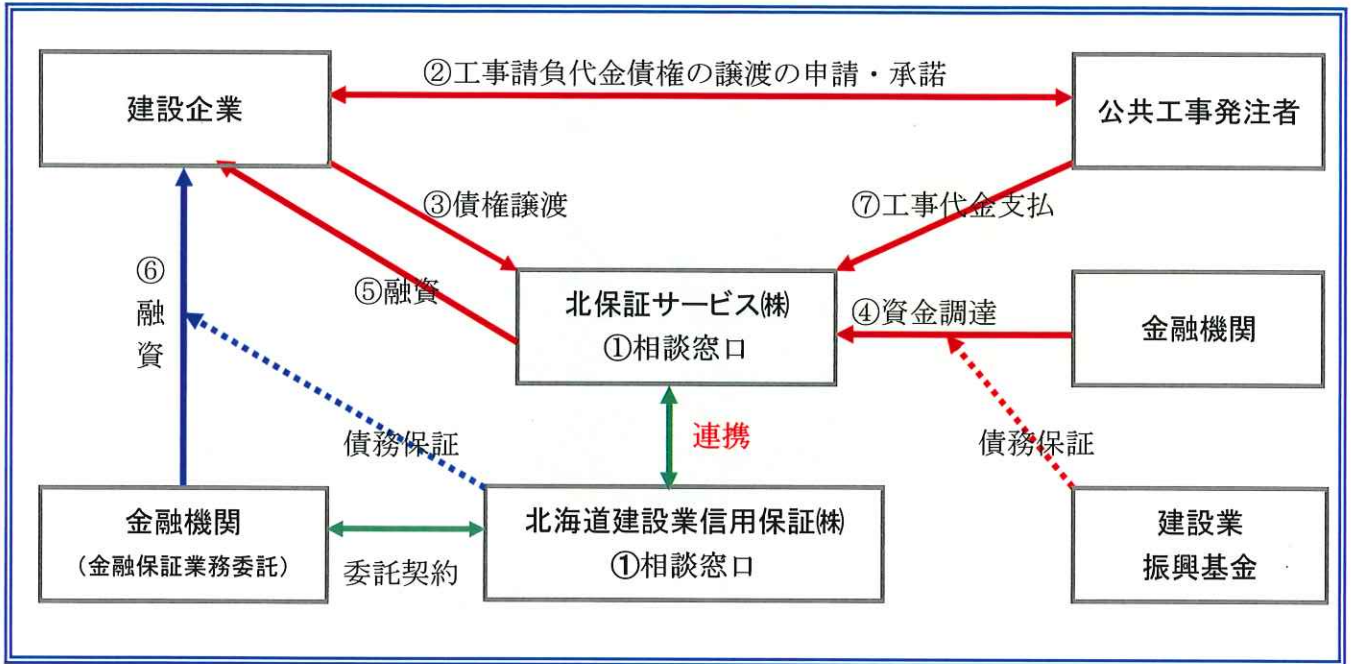 ②工事請負代金債権の譲渡の申請・承諾
建設企業
公共工事発注者
③債権譲渡
⑦工事代金支払
⑥融資
⑤融資
北保証サービス㈱
①相談窓口
④資金調達
金融機関
連携
債務保証
債務保証
金融機関
(金融保証業務委託)
委託契約
北海道建設業信用保証㈱
①相談窓口
建設業
振興基金